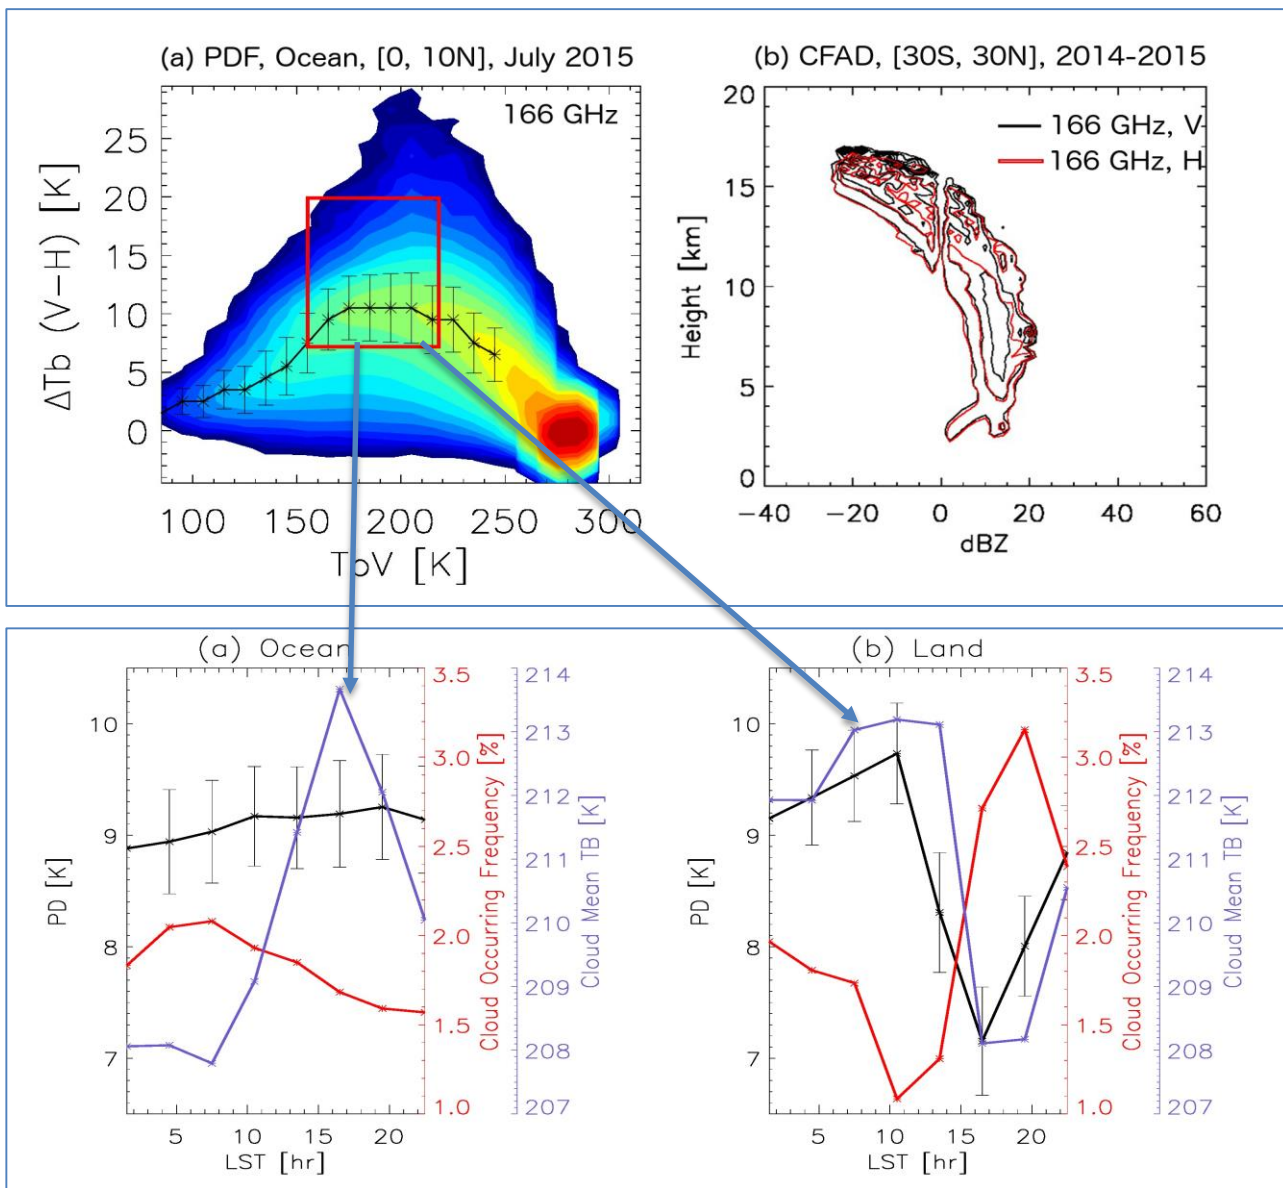 (a) PDF, Ocean, [0, 10N], July 2015
166 GHz
ΔTb (V−H) [K]
25
20
15
10
5
0
100 150 200 250 300
TbV [K]
(b) CFAD, [30S, 30N], 2014-2015
166 GHz, V
166 GHz, H
Height [km]
20
15
10
5
0
−40 −20 0 20 40 60
dBZ
(a) Ocean
PD [K]
10
9
8
7
5 10 15 20
LST [hr]
3.5
3.0
2.5
2.0
1.5
1.0
Cloud Occurring Frequency [%]
214
213
212
211
210
209
208
207
Cloud Mean TB [K]
(b) Land
PD [K]
10
9
8
7
5 10 15 20
LST [hr]
3.5
3.0
2.5
2.0
1.5
1.0
Cloud Occurring Frequency [%]
214
213
212
211
210
209
208
207
Cloud Mean TB [K]